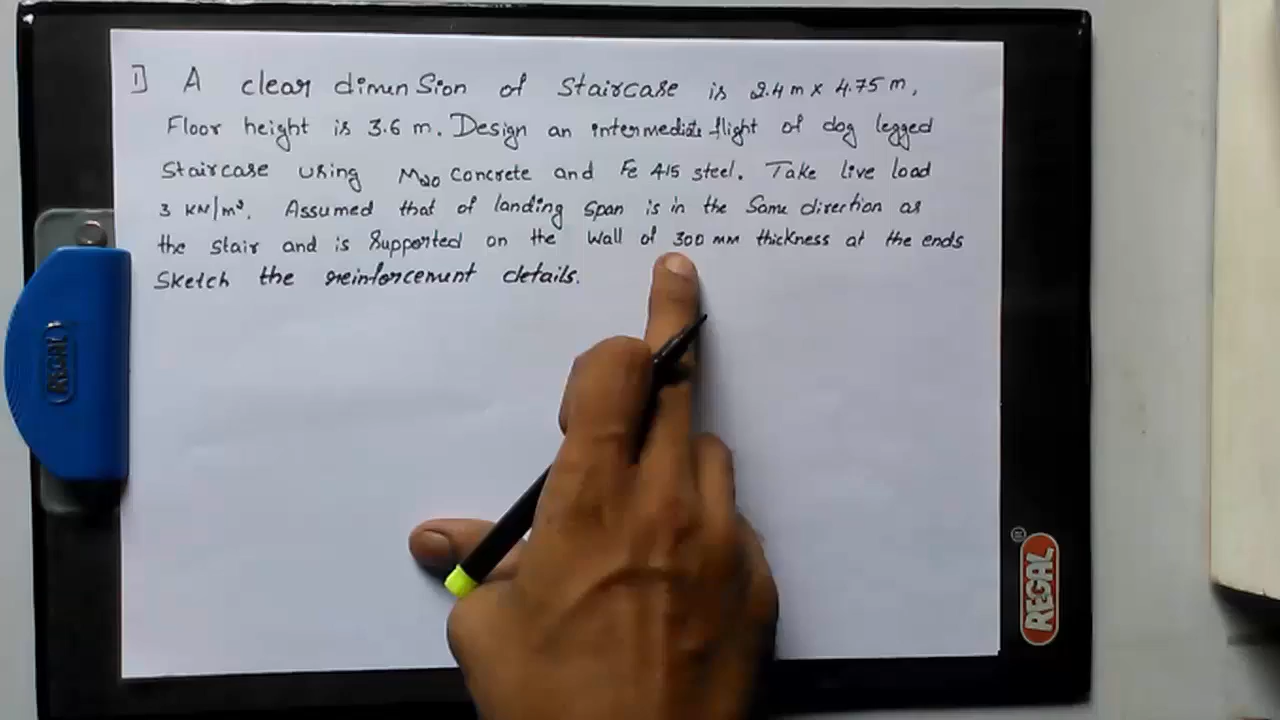 1] A clear dimension of Staircase is 2.4 m x 4.75 m,
Floor height is 3.6 m. Design an intermediate flight of dog legged
Staircase using M20 Concrete and Fe 415 steel. Take live load
3 KN/m². Assumed that of landing span is in the Same direction as
the stair and is Supported on the Wall of 300 mm thickness at the ends
Sketch the reinforcement details.
REGAL
REGAL
®